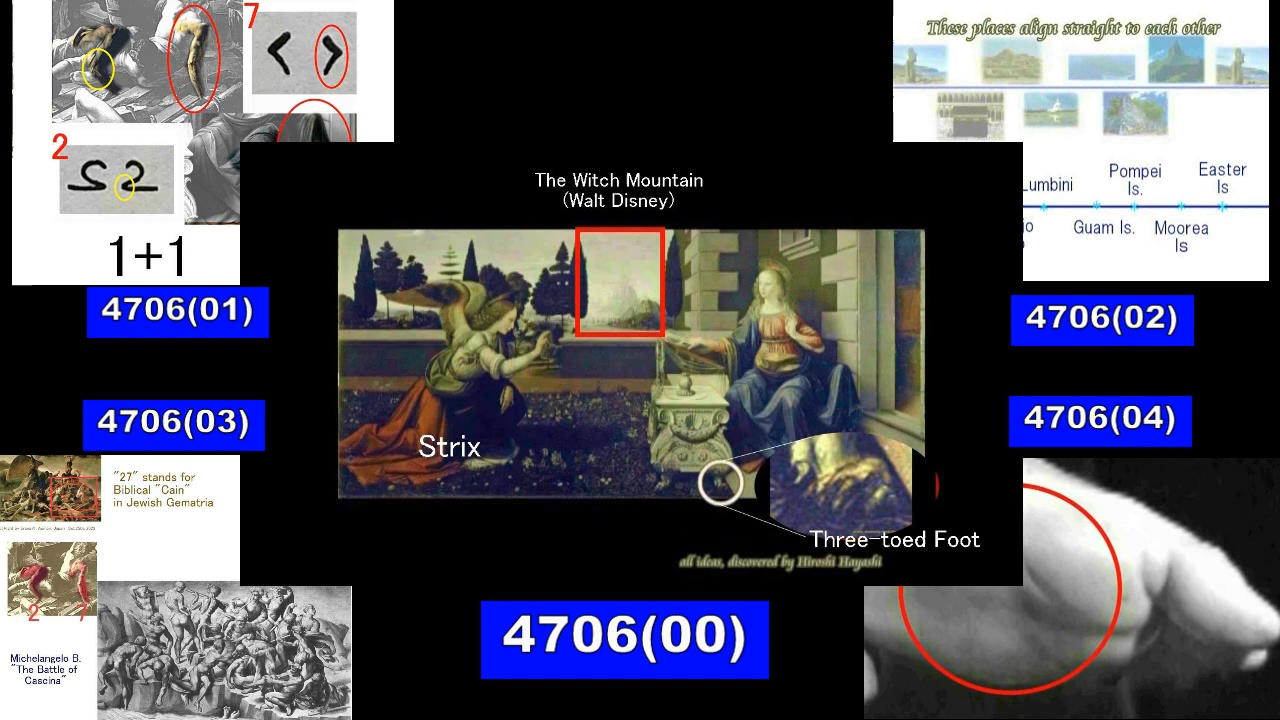 7
2
1+1
4706(01)
These places align straight to each other
Lumbini
Pompei
Is.
Easter
Is
Guam Is.
Moorea
Is
4706(02)
The Witch Mountain
(Walt Disney)
Strix
Three-toed Foot
all ideas, discovered by Hiroshi Hayashi
4706(03)
4706(04)
"27" stands for
Biblical "Cain"
in Jewish Gematria
2
Michelangelo B.
"The Battle of
Cascina"
4706(00)